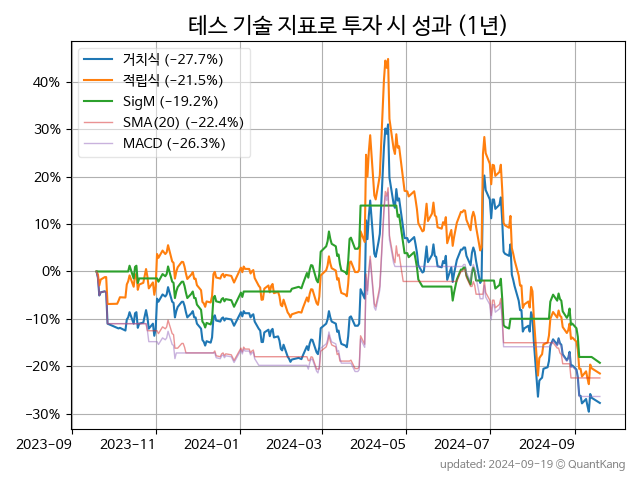 테스 기술 지표로 투자 시 성과 (1년)
거치식 (−27.7%)
적립식 (−21.5%)
SigM (−19.2%)
SMA(20) (−22.4%)
MACD (−26.3%)
40%
30%
20%
10%
0%
−10%
−20%
−30%
2023-09 2023-11 2024-01 2024-03 2024-05 2024-07 2024-09
updated: 2024-09-19 © QuantKang